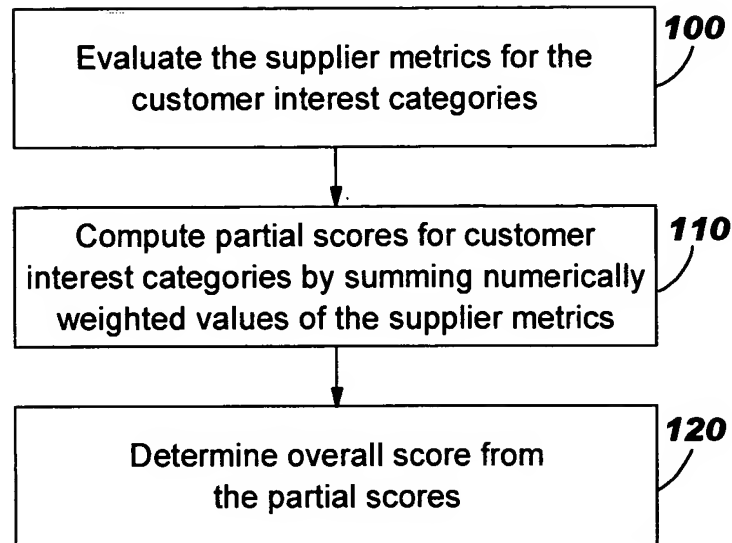 100
Evaluate the supplier metrics for the
customer interest categories
110
Compute partial scores for customer
interest categories by summing numerically
weighted values of the supplier metrics
120
Determine overall score from
the partial scores